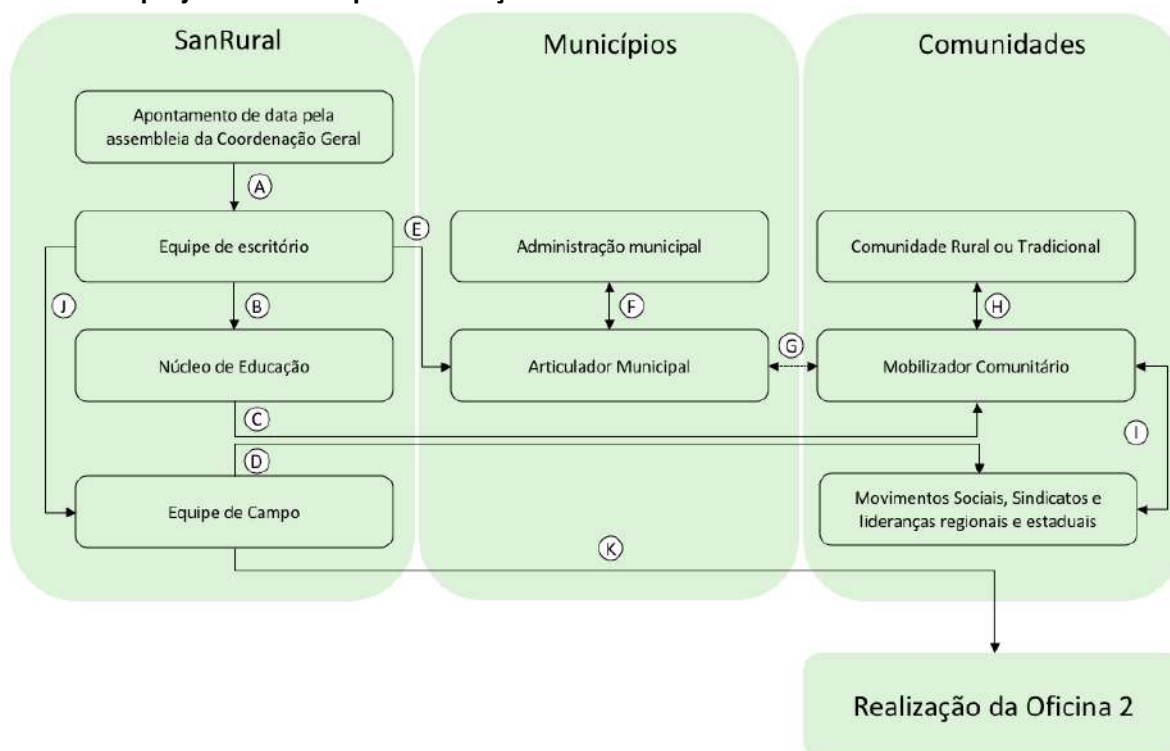 SanRural
Municípios
Comunidades
Apontamento de data pela
assembleia da Coordenação Geral
A
Equipe de escritório
E
Administração municipal
Comunidade Rural ou Tradicional
J
B
F
H
Núcleo de Educação
Articulador Municipal
G
Mobilizador Comunitário
C
I
D
Equipe de Campo
Movimentos Sociais, Sindicatos e
lideranças regionais e estaduais
K
Realização da Oficina 2